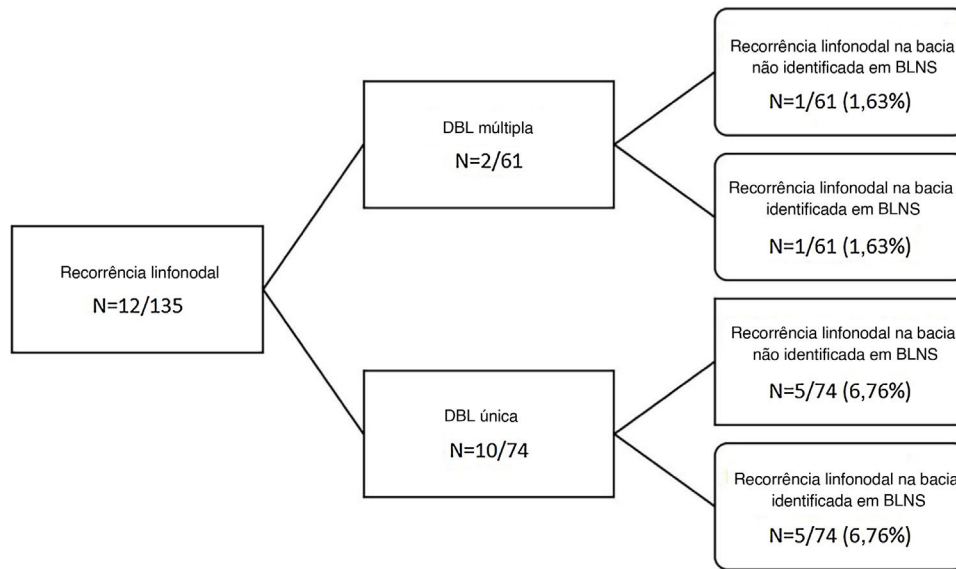 Recorrência linfonodal
N=12/135
DBL múltipla
N=2/61
DBL única
N=10/74
Recorrência linfonodal na bacia
não identificada em BLNS
N=1/61 (1,63%)
Recorrência linfonodal na bacia
identificada em BLNS
N=1/61 (1,63%)
Recorrência linfonodal na bacia
não identificada em BLNS
N=5/74 (6,76%)
Recorrência linfonodal na bacia
identificada em BLNS
N=5/74 (6,76%)